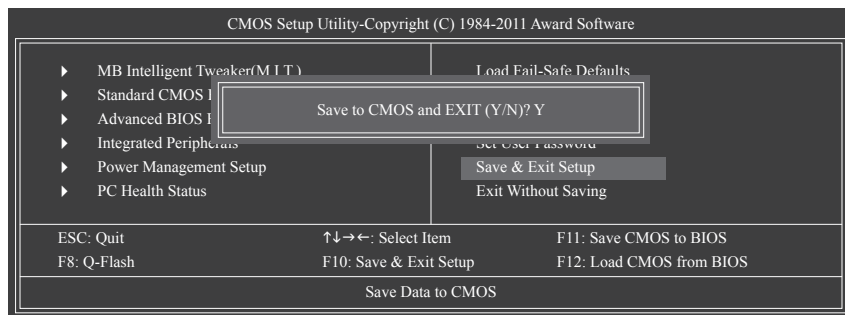 CMOS Setup Utility-Copyright (C) 1984-2011 Award Software
MB Intelligent Tweaker(M.I.T.)
Standard CMOS
Advanced BIOS
Integrated Peripherals
Power Management Setup
PC Health Status
Load Fail-Safe Defaults
Set User Password
Save & Exit Setup
Exit Without Saving
Save to CMOS and EXIT (Y/N)? Y
ESC: Quit ↑↓→←: Select Item F11: Save CMOS to BIOS
F8: Q-Flash F10: Save & Exit Setup F12: Load CMOS from BIOS
Save Data to CMOS